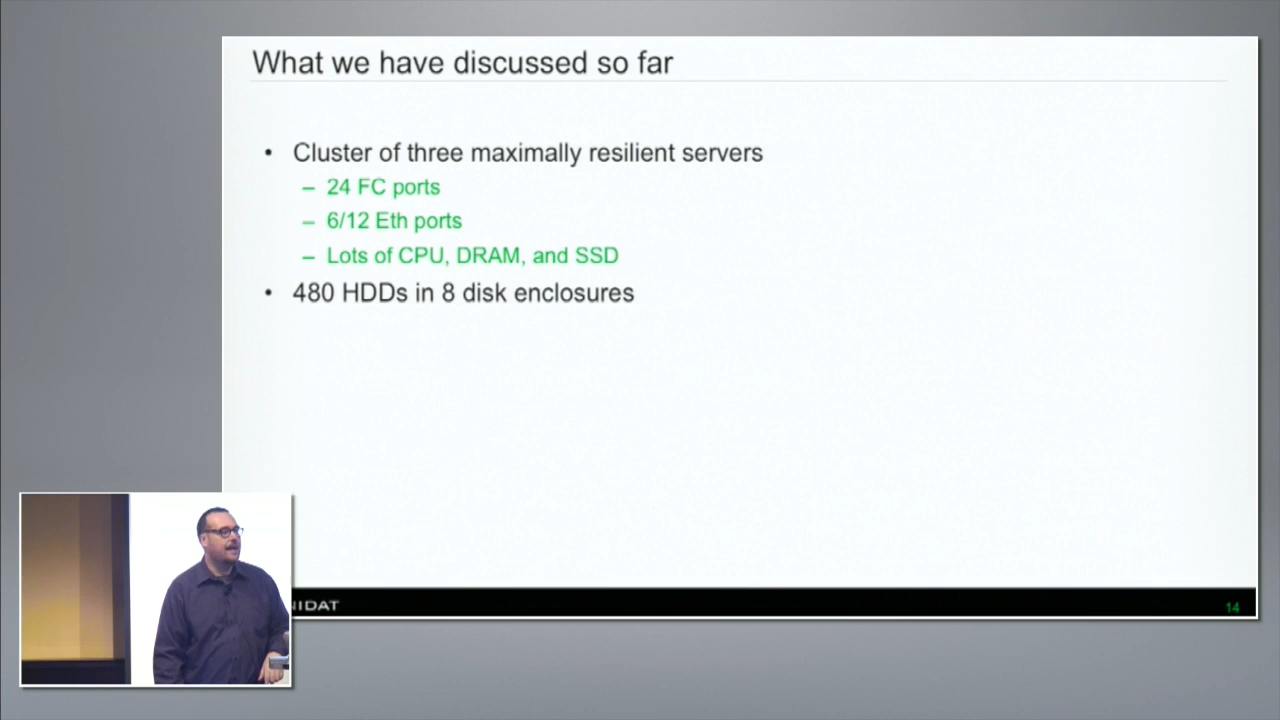 What we have discussed so far
• Cluster of three maximally resilient servers
– 24 FC ports
– 6/12 Eth ports
– Lots of CPU, DRAM, and SSD
• 480 HDDs in 8 disk enclosures
NIDAT
14